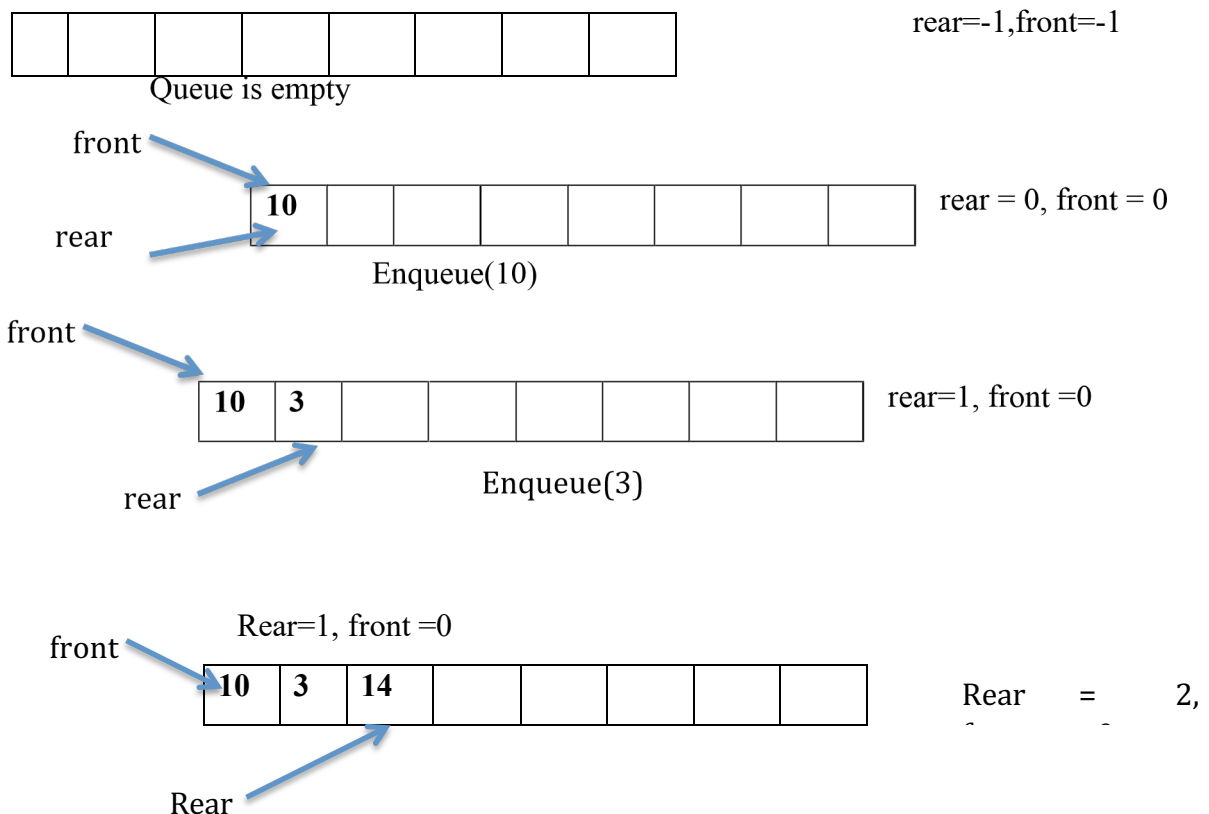 rear=-1,front=-1
Queue is empty
front
10
rear = 0, front = 0
rear
Enqueue(10)
front
10 3
rear=1, front =0
rear
Enqueue(3)
Rear=1, front =0
front
10 3 14
Rear = 2,
Rear